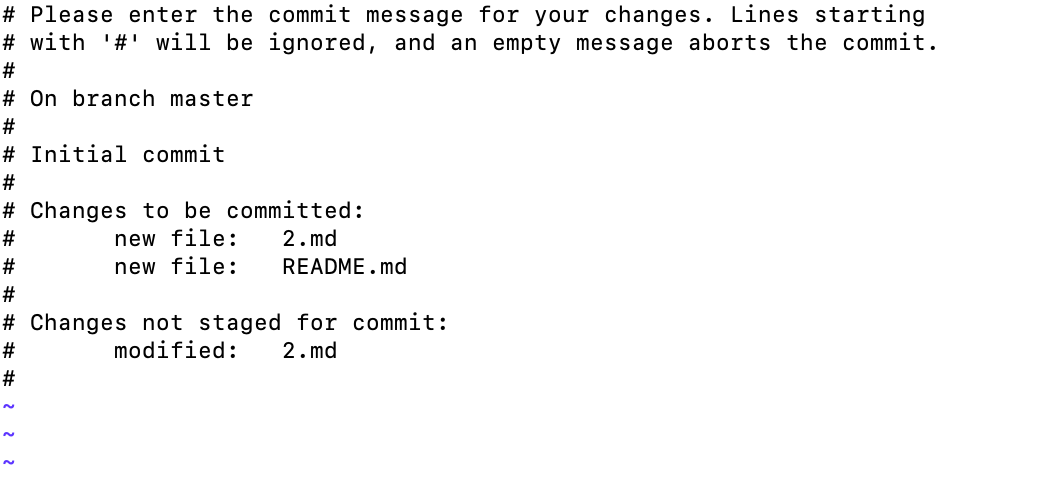 # Please enter the commit message for your changes. Lines starting
# with '#' will be ignored, and an empty message aborts the commit.
#
# On branch master
#
# Initial commit
#
# Changes to be committed:
#       new file:   2.md
#       new file:   README.md
#
# Changes not staged for commit:
#       modified:   2.md
#
~
~
~